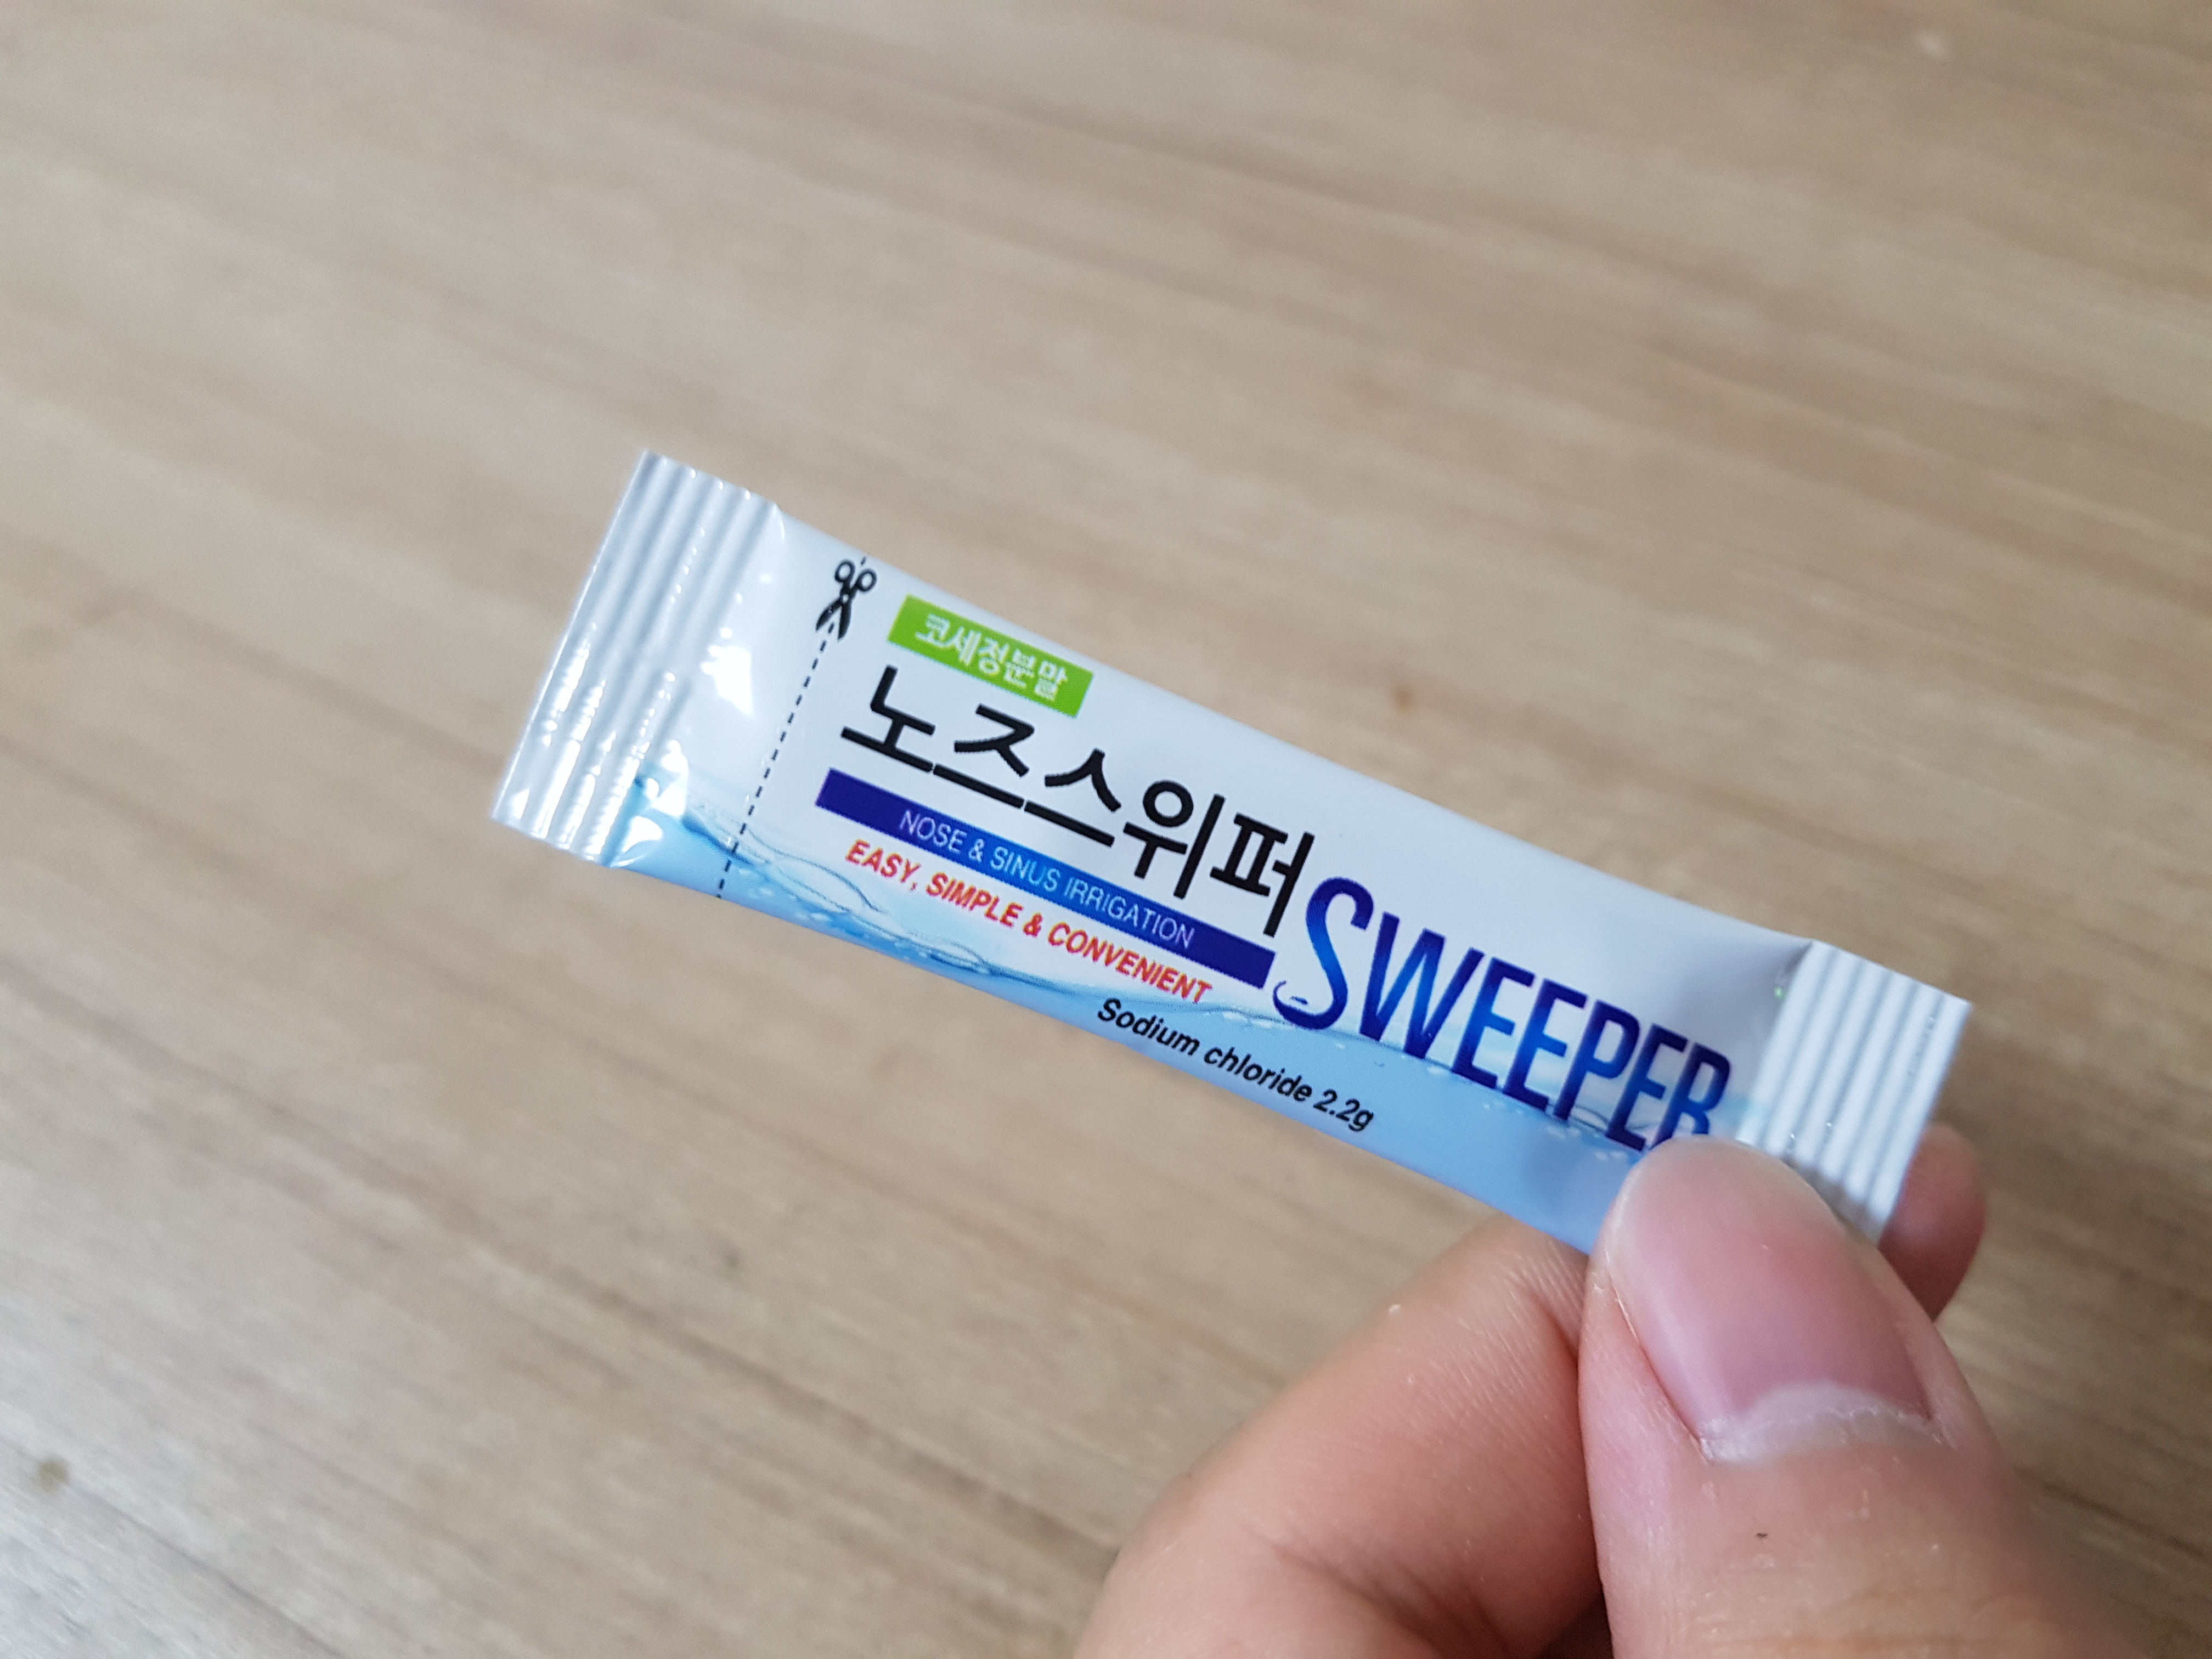 코세정분말
노즈스위퍼
SWEEPER
NOSE & SINUS IRRIGATION
EASY, SIMPLE & CONVENIENT
Sodium chloride 2.2g